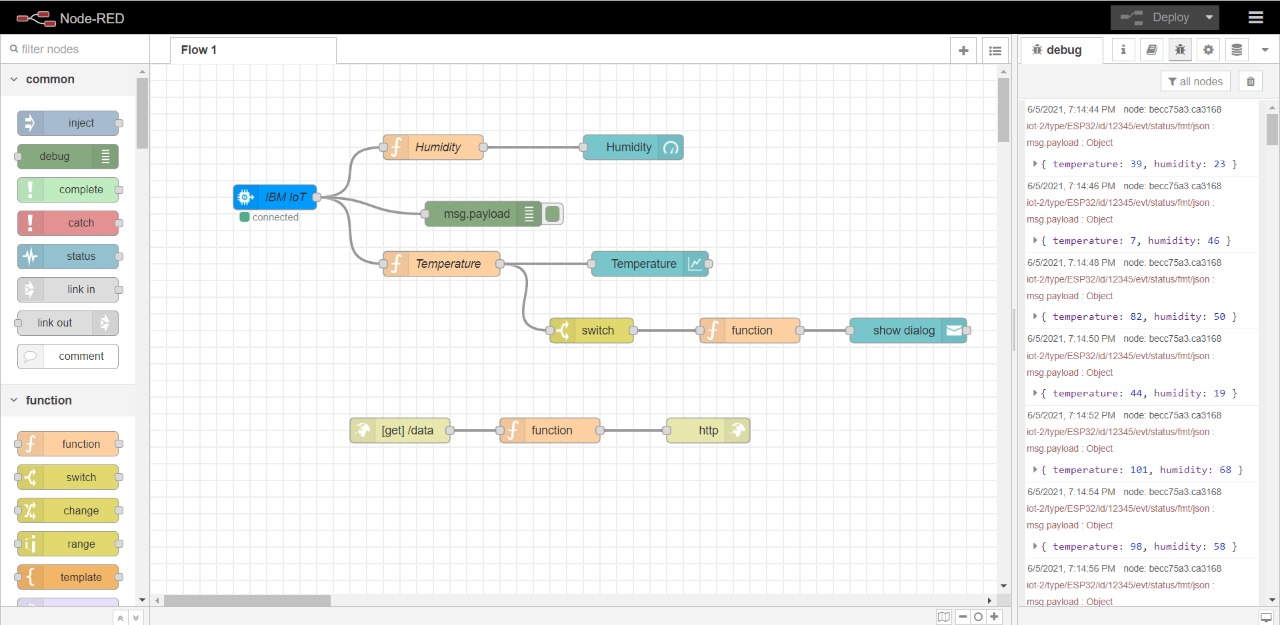 Node-RED
Deploy
filter nodes
common
inject
debug
complete
catch
status
link in
link out
comment
function
function
switch
change
range
template
Flow 1
Humidity
Humidity
IBM IoT
connected
msg.payload
Temperature
Temperature
switch
function
show dialog
[get] /data
function
http
debug
all nodes
6/5/2021, 7:14:44 PM node: becc75a3.ca3168
iot-2/type/ESP32/id/12345/evt/status/fmt/json :
msg.payload : Object
{ temperature: 39, humidity: 23 }
6/5/2021, 7:14:46 PM node: becc75a3.ca3168
iot-2/type/ESP32/id/12345/evt/status/fmt/json :
msg.payload : Object
{ temperature: 7, humidity: 46 }
6/5/2021, 7:14:48 PM node: becc75a3.ca3168
iot-2/type/ESP32/id/12345/evt/status/fmt/json :
msg.payload : Object
{ temperature: 82, humidity: 50 }
6/5/2021, 7:14:50 PM node: becc75a3.ca3168
iot-2/type/ESP32/id/12345/evt/status/fmt/json :
msg.payload : Object
{ temperature: 44, humidity: 19 }
6/5/2021, 7:14:52 PM node: becc75a3.ca3168
iot-2/type/ESP32/id/12345/evt/status/fmt/json :
msg.payload : Object
{ temperature: 101, humidity: 68 }
6/5/2021, 7:14:54 PM node: becc75a3.ca3168
iot-2/type/ESP32/id/12345/evt/status/fmt/json :
msg.payload : Object
{ temperature: 98, humidity: 58 }
6/5/2021, 7:14:56 PM node: becc75a3.ca3168
iot-2/type/ESP32/id/12345/evt/status/fmt/json :
msg.payload : Object